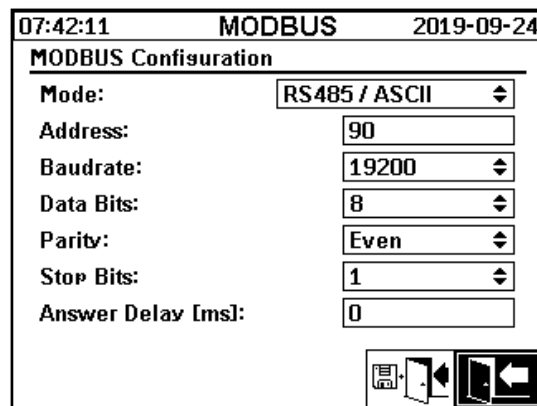 07:42:11 MODBUS 2019-09-24
MODBUS Configuration
Mode: RS485 / ASCII
Address: 90
Baudrate: 19200
Data Bits: 8
Parity: Even
Stop Bits: 1
Answer Delay [ms]: 0